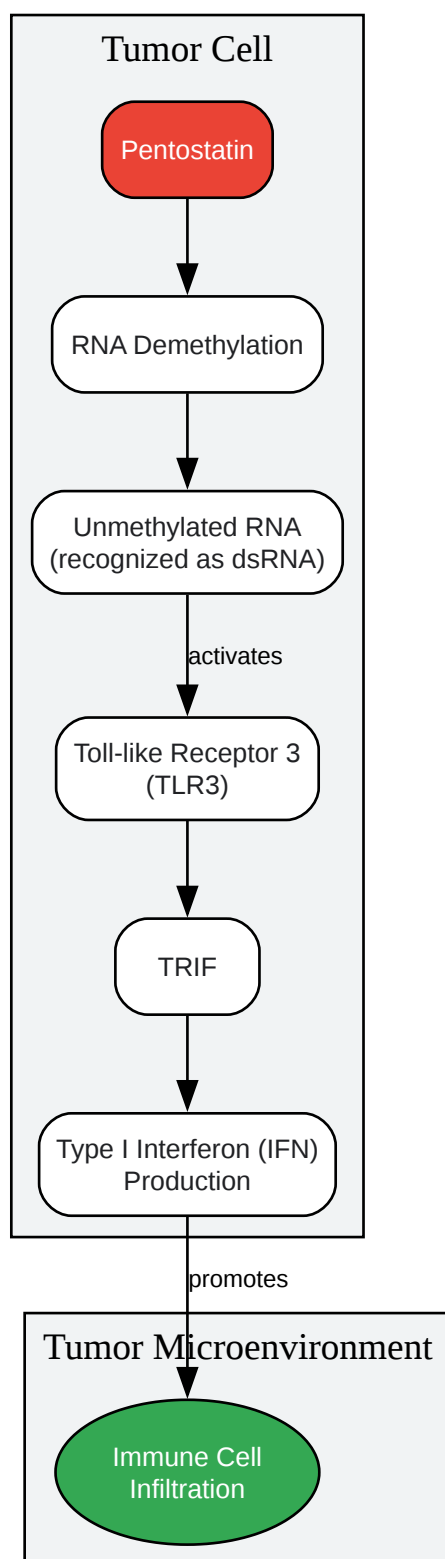 Tumor Cell
Pentostatin
RNA Demethylation
Unmethylated RNA
(recognized as dsRNA)
activates
Toll-like Receptor 3
(TLR3)
TRIF
Type I Interferon (IFN)
Production
promotes
Tumor Microenvironment
Immune Cell
Infiltration